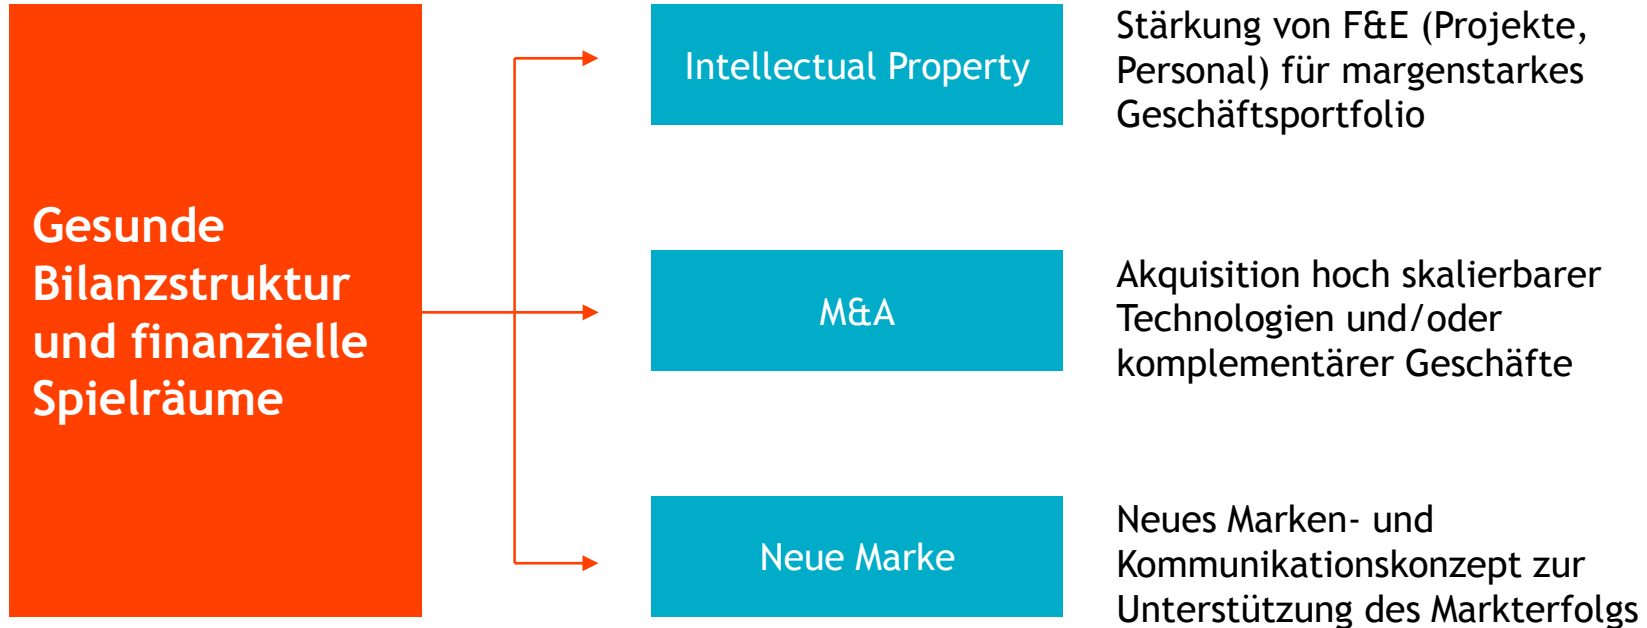 Gesunde
Bilanzstruktur
und finanzielle
Spielräume
Intellectual Property
Stärkung von F&E (Projekte,
Personal) für margenstarkes
Geschäftsportfolio
M&A
Akquisition hoch skalierbarer
Technologien und/oder
komplementärer Geschäfte
Neue Marke
Neues Marken- und
Kommunikationskonzept zur
Unterstützung des Markterfolgs